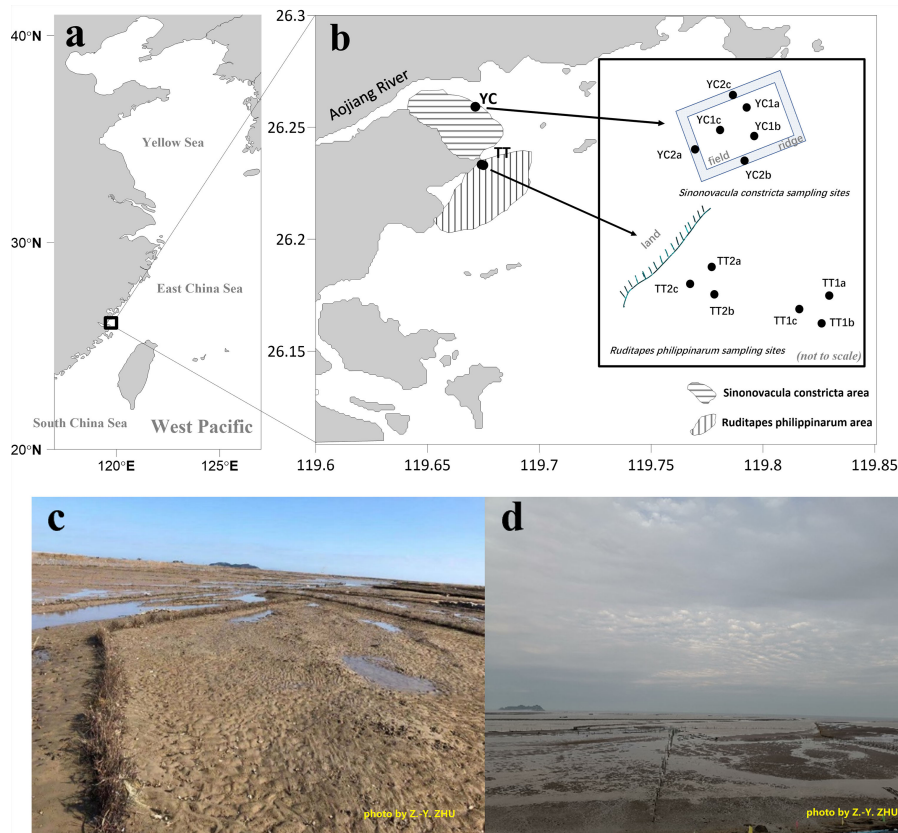 a
40°N
30°N
20°N
120°E
125°E
Yellow Sea
East China Sea
South China Sea
West Pacific
b
26.3
26.25
26.2
26.15
119.6
119.65
119.7
119.75
119.8
119.85
Aojiang River
YC
TT
YC2c
YC1a
YC1c
YC1b
YC2a
field
ridge
YC2b
Sinonovacula constricta sampling sites
land
TT2a
TT2c
TT2b
TT1a
TT1c
TT1b
Ruditapes philippinarum sampling sites
(not to scale)
Sinonovacula constricta area
Ruditapes philippinarum area
c
photo by Z.-Y. ZHU
d
photo by Z.-Y. ZHU